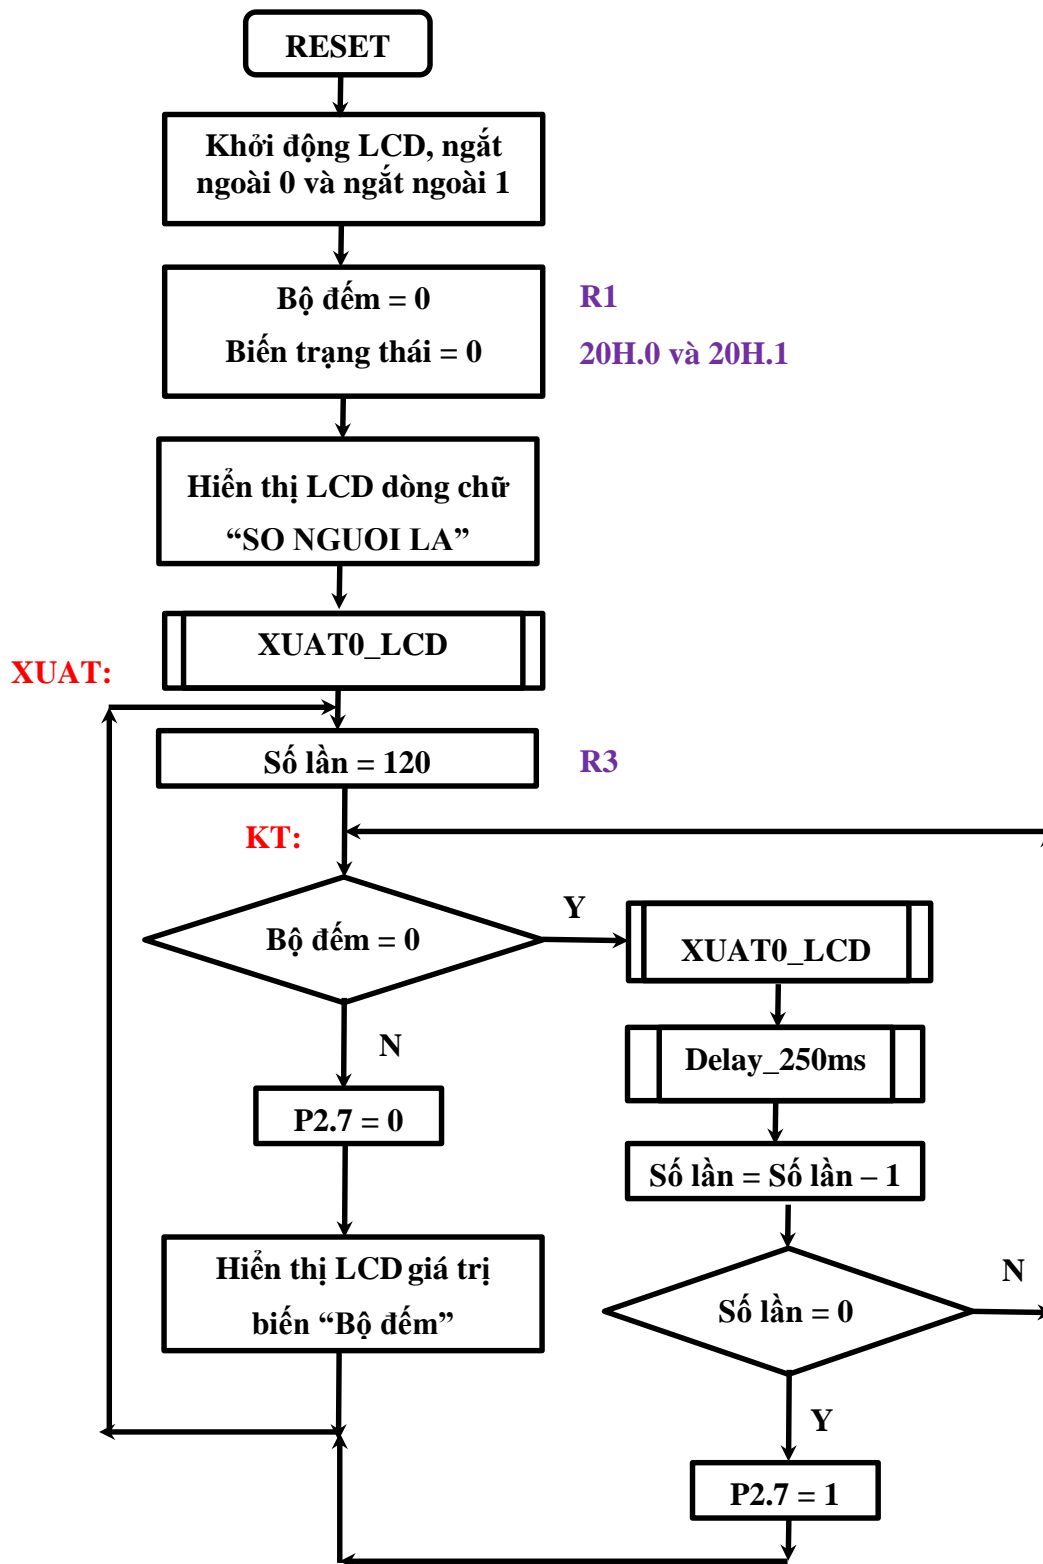 RESET
Khởi động LCD, ngắt
ngoài 0 và ngắt ngoài 1
Bộ đếm = 0
R1
Biến trạng thái = 0
20H.0 và 20H.1
Hiển thị LCD dòng chữ
“SO NGUOI LA”
XUAT0_LCD
XUAT:
Số lần = 120
R3
KT:
Bộ đếm = 0
Y
XUAT0_LCD
N
Delay_250ms
P2.7 = 0
Số lần = Số lần – 1
Hiển thị LCD giá trị
biến “Bộ đếm”
Số lần = 0
N
Y
P2.7 = 1